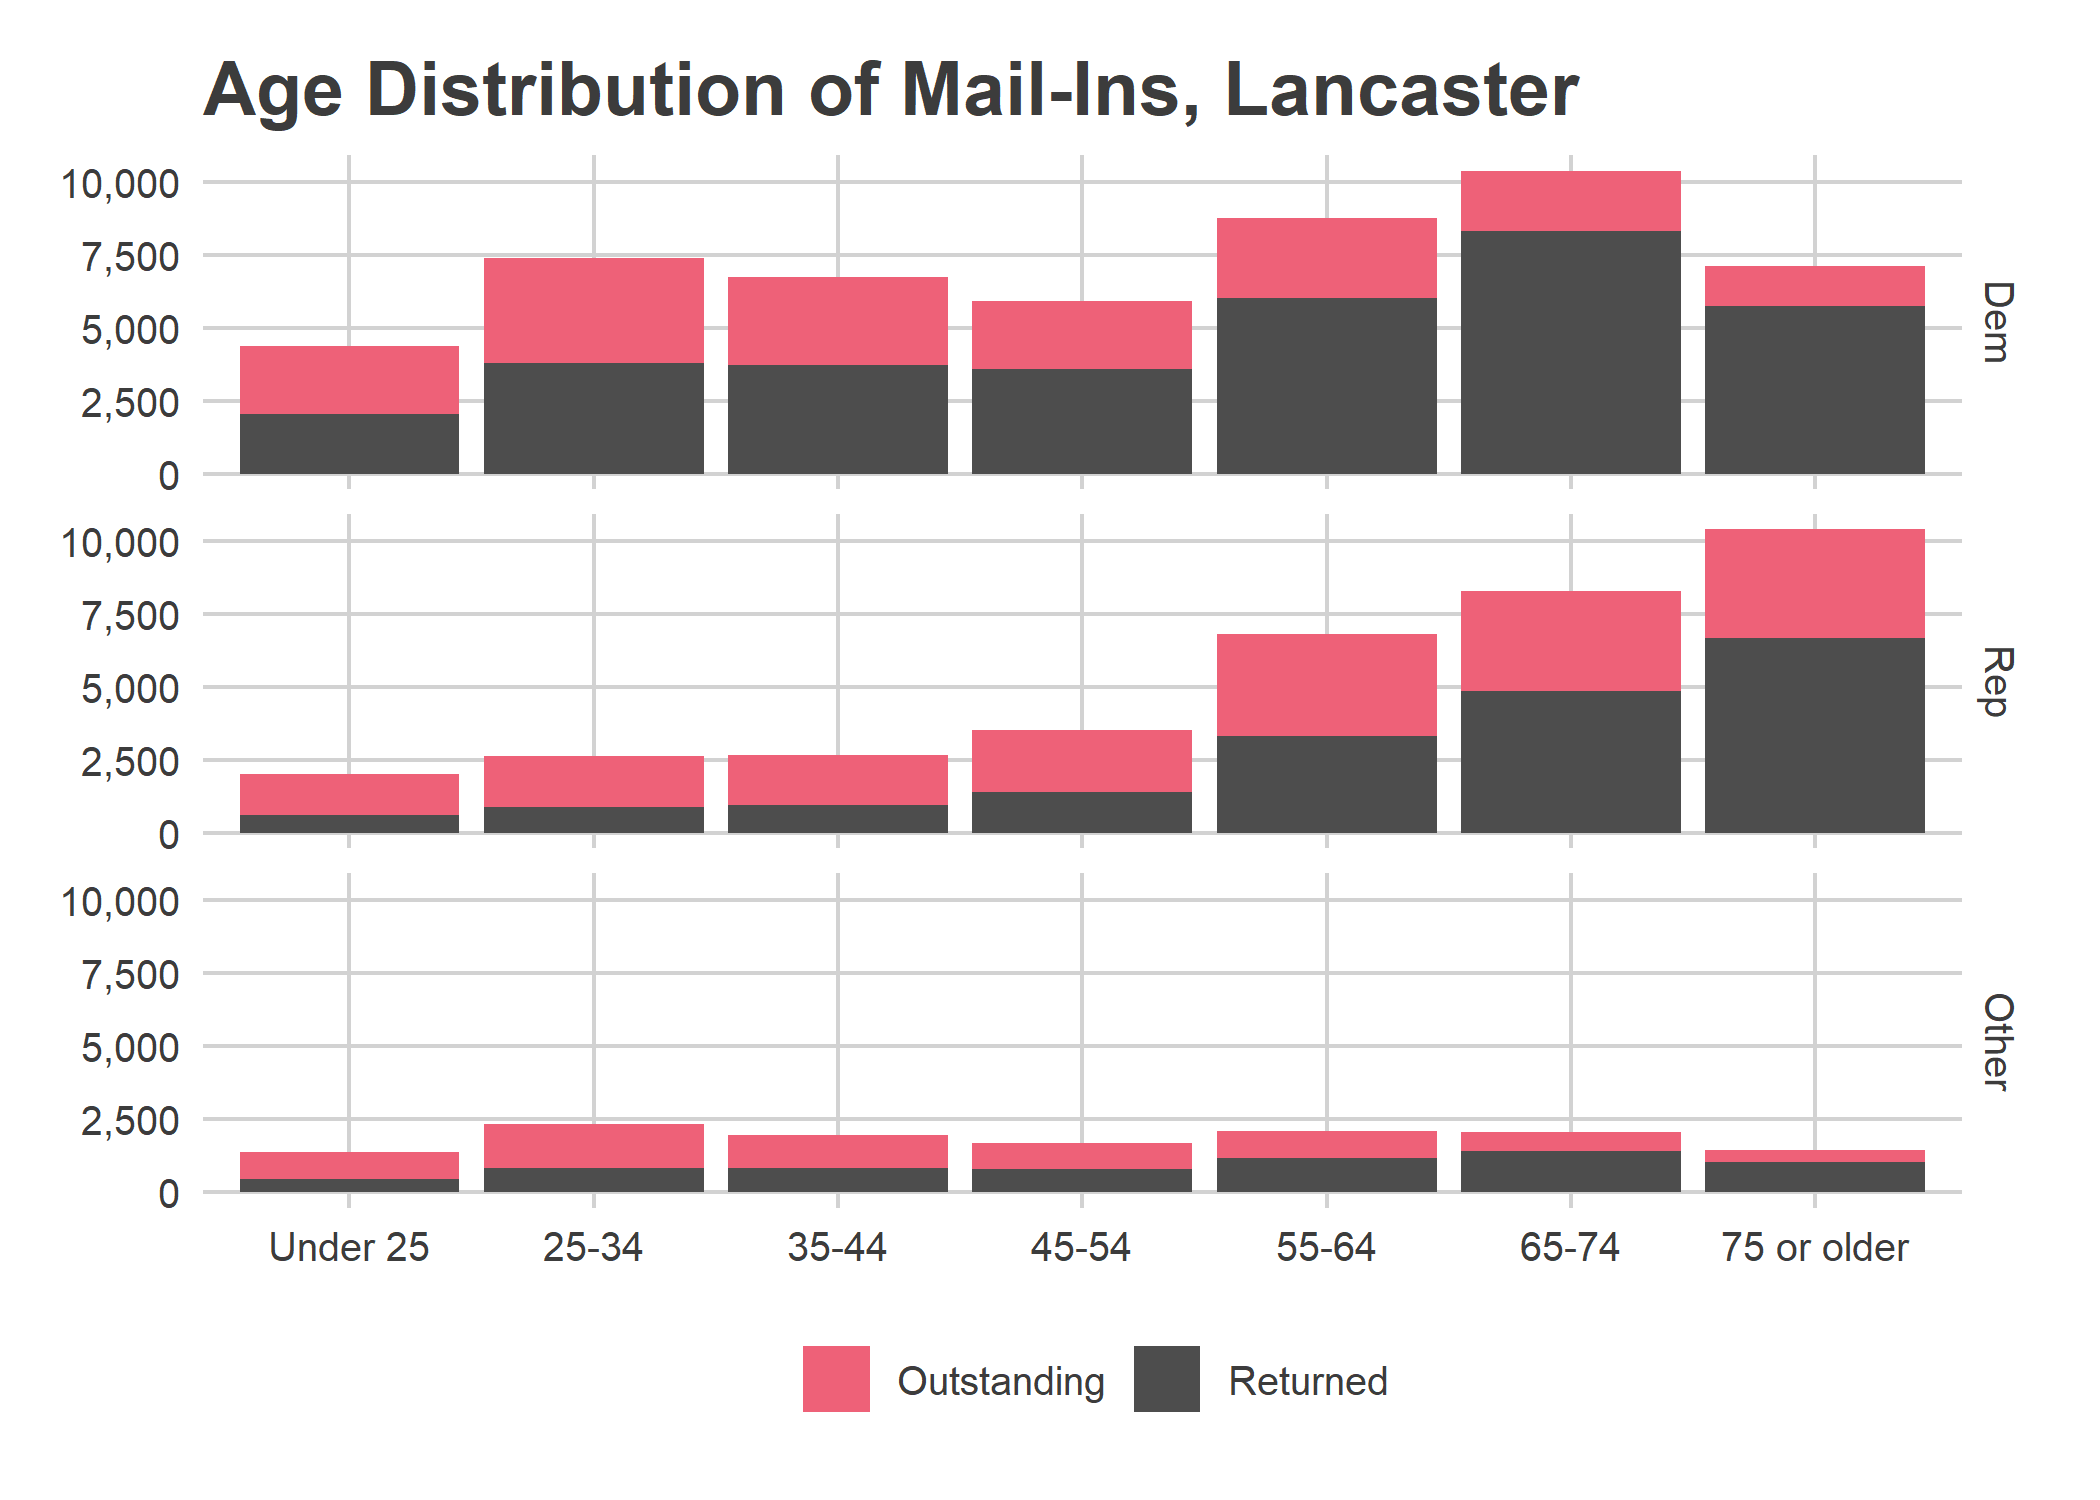 Age Distribution of Mail-Ins, Lancaster
10,000
7,500
5,000
2,500
0
Dem
10,000
7,500
5,000
2,500
0
Rep
10,000
7,500
5,000
2,500
0
Other
Under 25 25-34 35-44 45-54 55-64 65-74 75 or older
Outstanding Returned